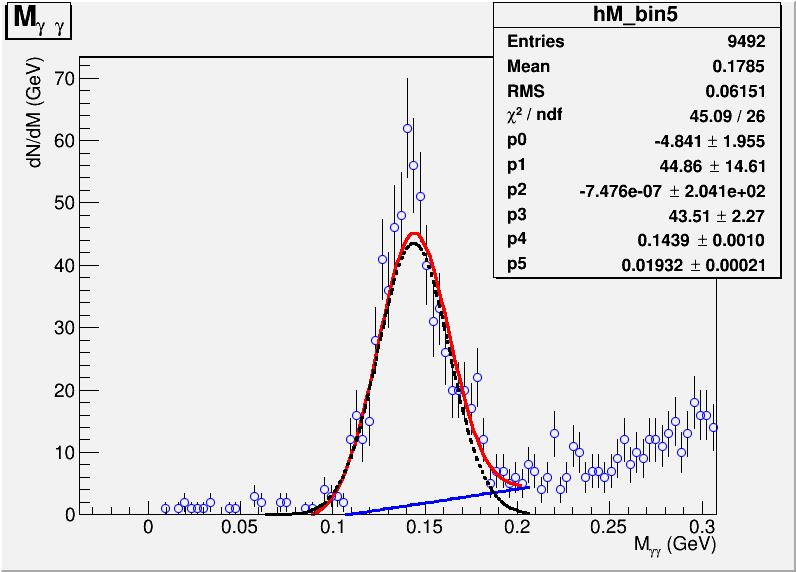 Mγ γ
hM_bin5
Entries 9492
Mean 0.1785
RMS 0.06151
χ² / ndf 45.09 / 26
p0 -4.841 ± 1.955
p1 44.86 ± 14.61
p2 -7.476e-07 ± 2.041e+02
p3 43.51 ± 2.27
p4 0.1439 ± 0.0010
p5 0.01932 ± 0.00021
dN/dM (GeV)
70
60
50
40
30
20
10
0
0 0.05 0.1 0.15 0.2 0.25 0.3
Mγγ (GeV)